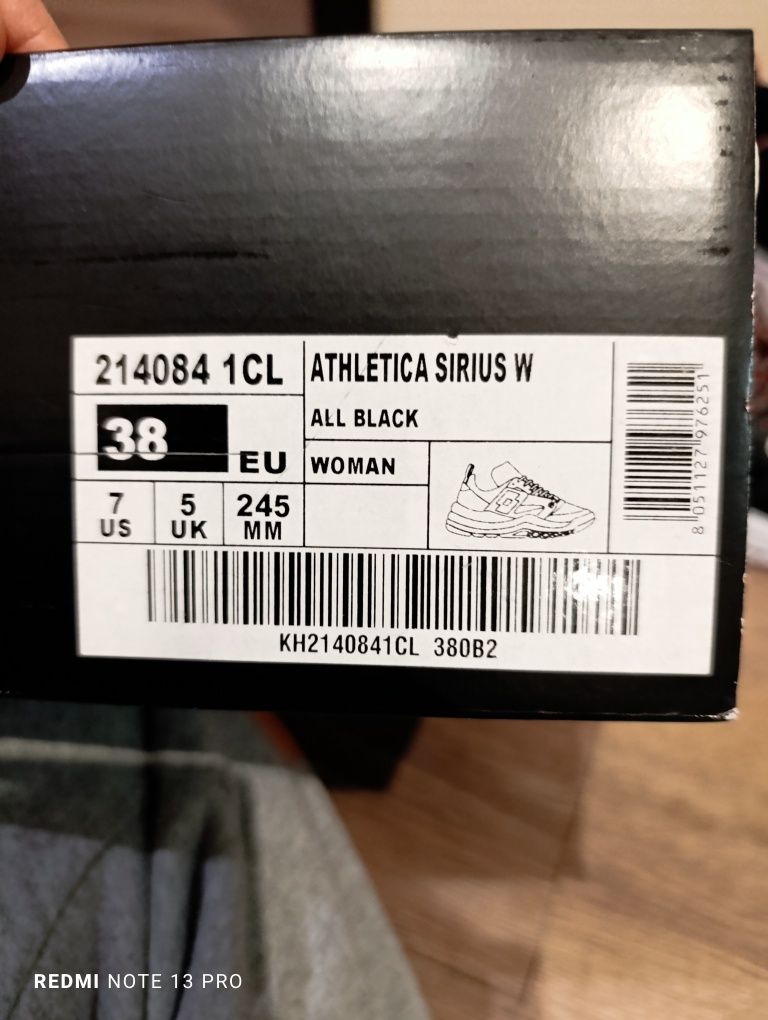 214084 1CL
ATHLETICA SIRIUS W
ALL BLACK
38 EU
WOMAN
7 US
5 UK
245 MM
8 051127 976251
KH2140841CL 380B2
REDMI NOTE 13 PRO